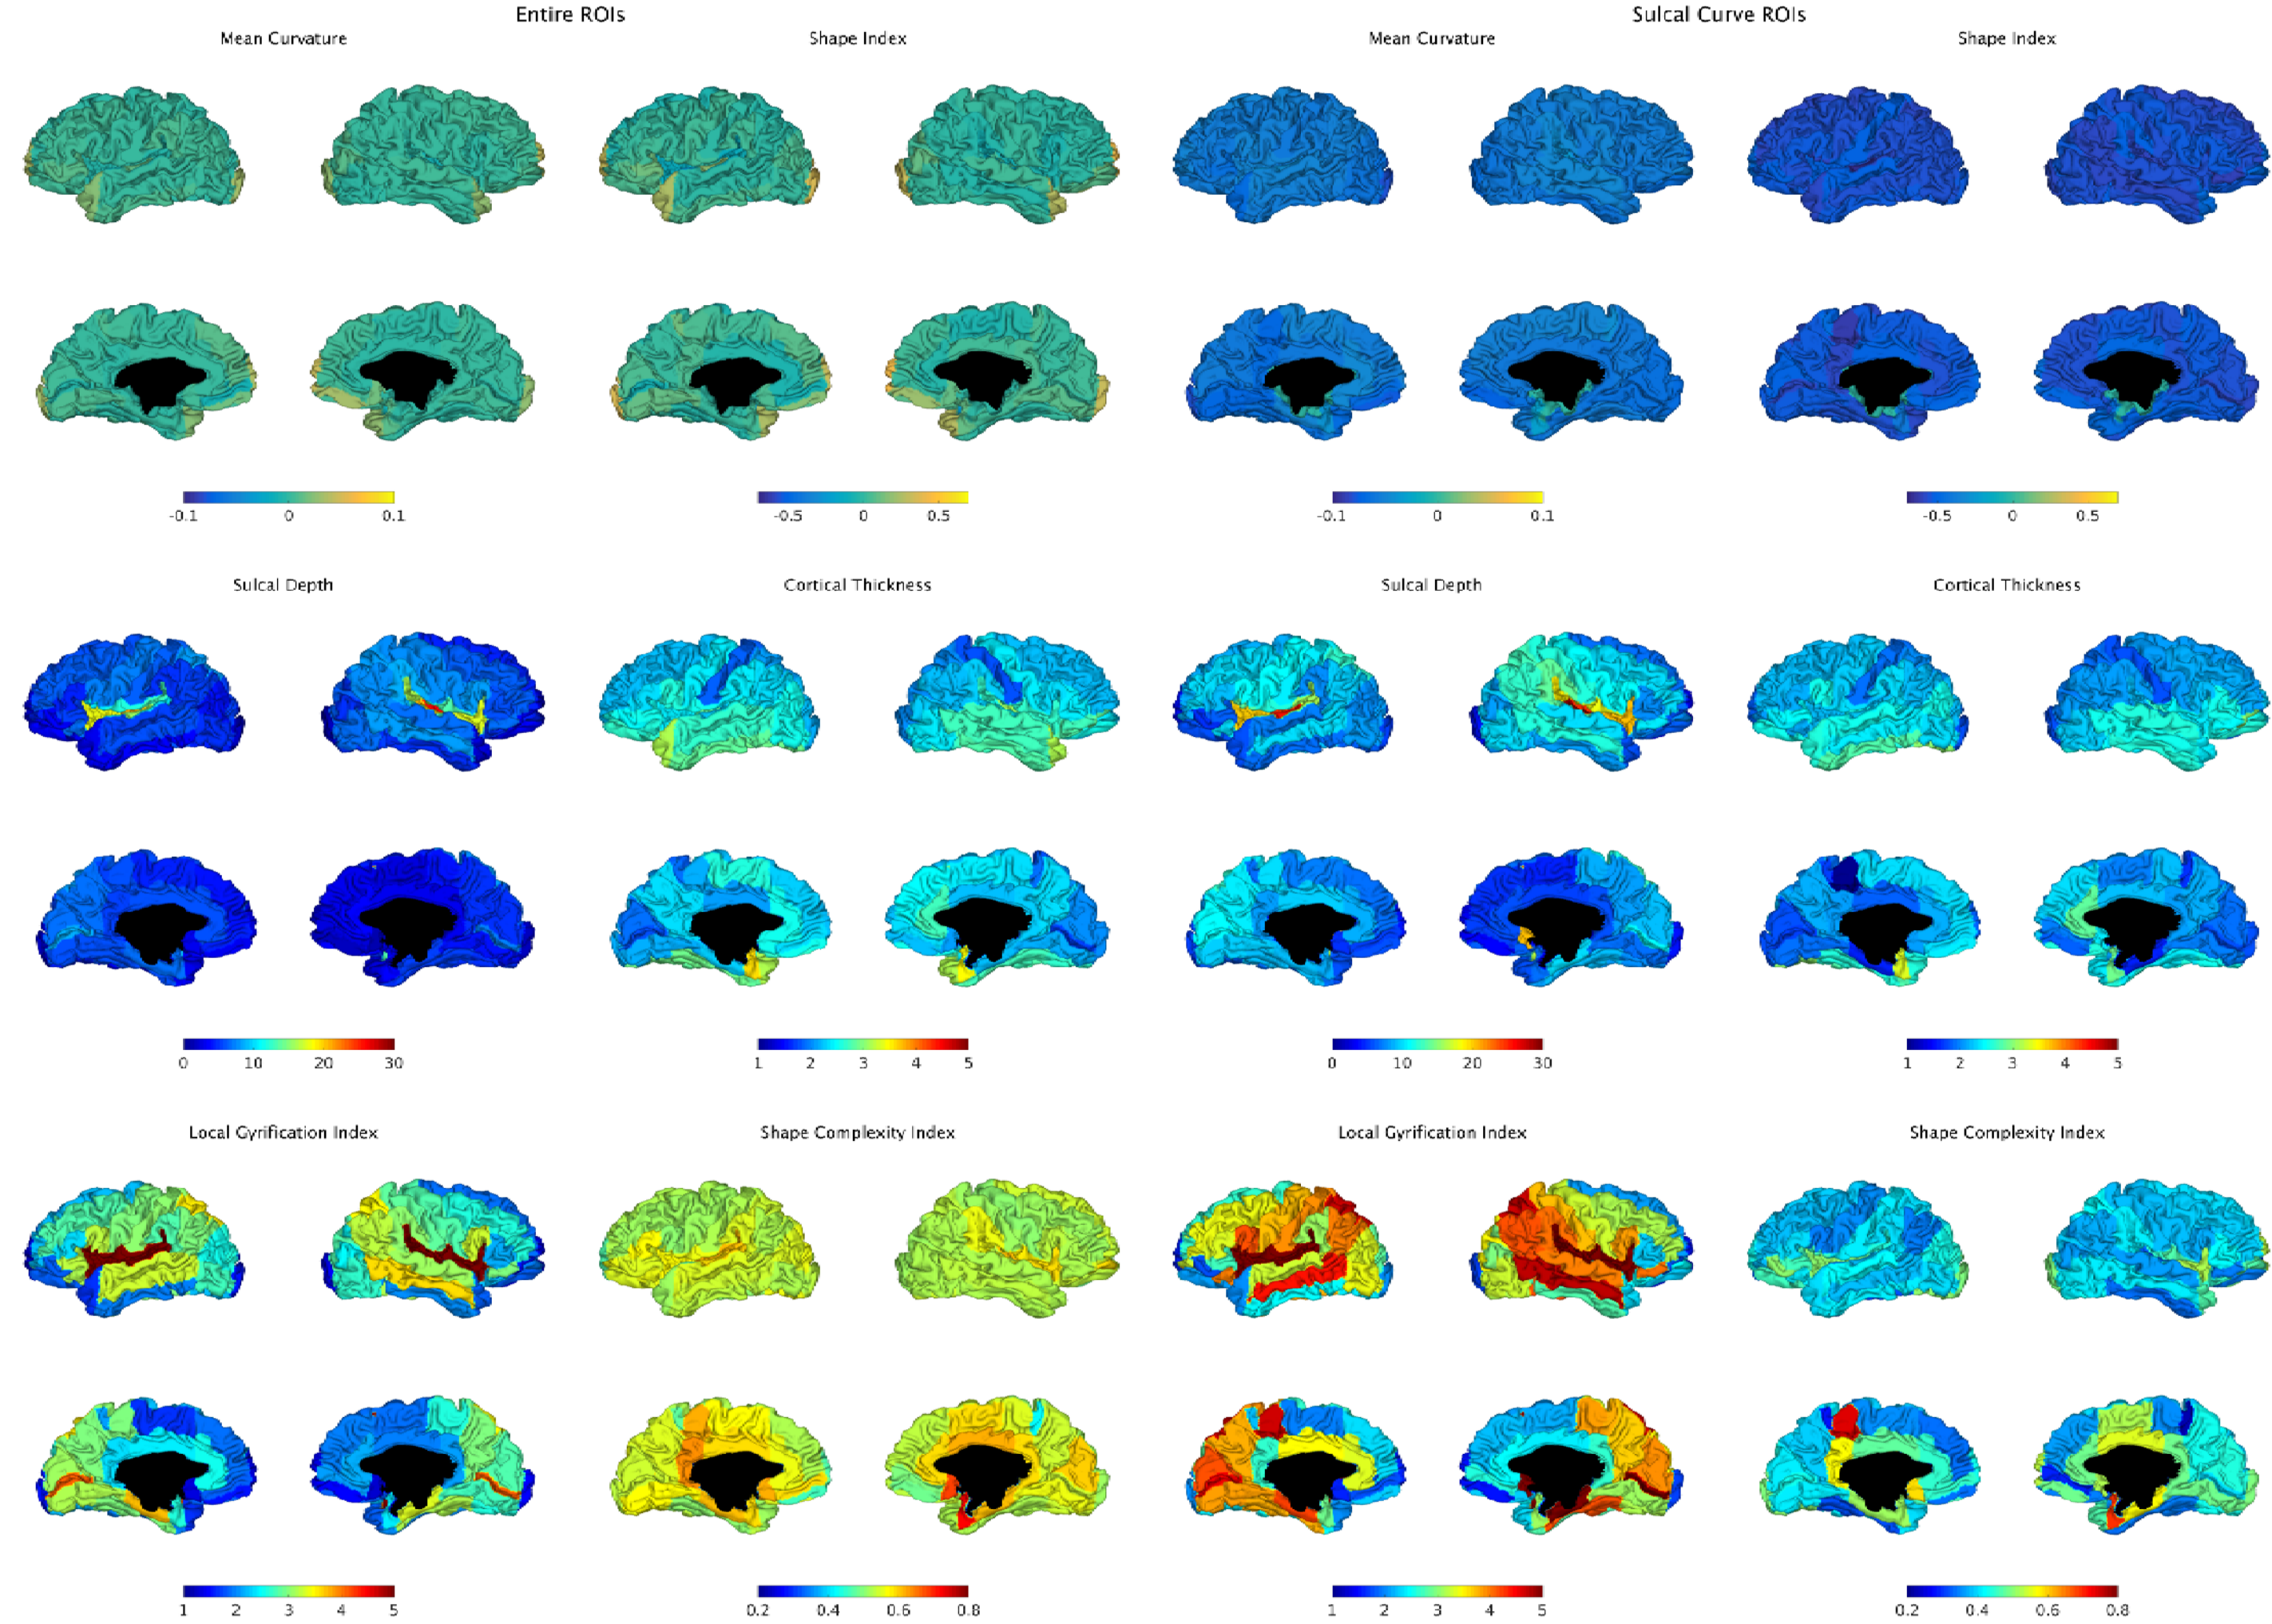 Entire ROIs
Sulcal Curve ROIs
Mean Curvature
Shape Index
Mean Curvature
Shape Index
-0.1 0 0.1
-0.5 0 0.5
-0.1 0 0.1
-0.5 0 0.5
Sulcal Depth
Cortical Thickness
Sulcal Depth
Cortical Thickness
0 10 20 30
1 2 3 4 5
0 10 20 30
1 2 3 4 5
Local Gyrification Index
Shape Complexity Index
Local Gyrification Index
Shape Complexity Index
1 2 3 4 5
0.2 0.4 0.6 0.8
1 2 3 4 5
0.2 0.4 0.6 0.8